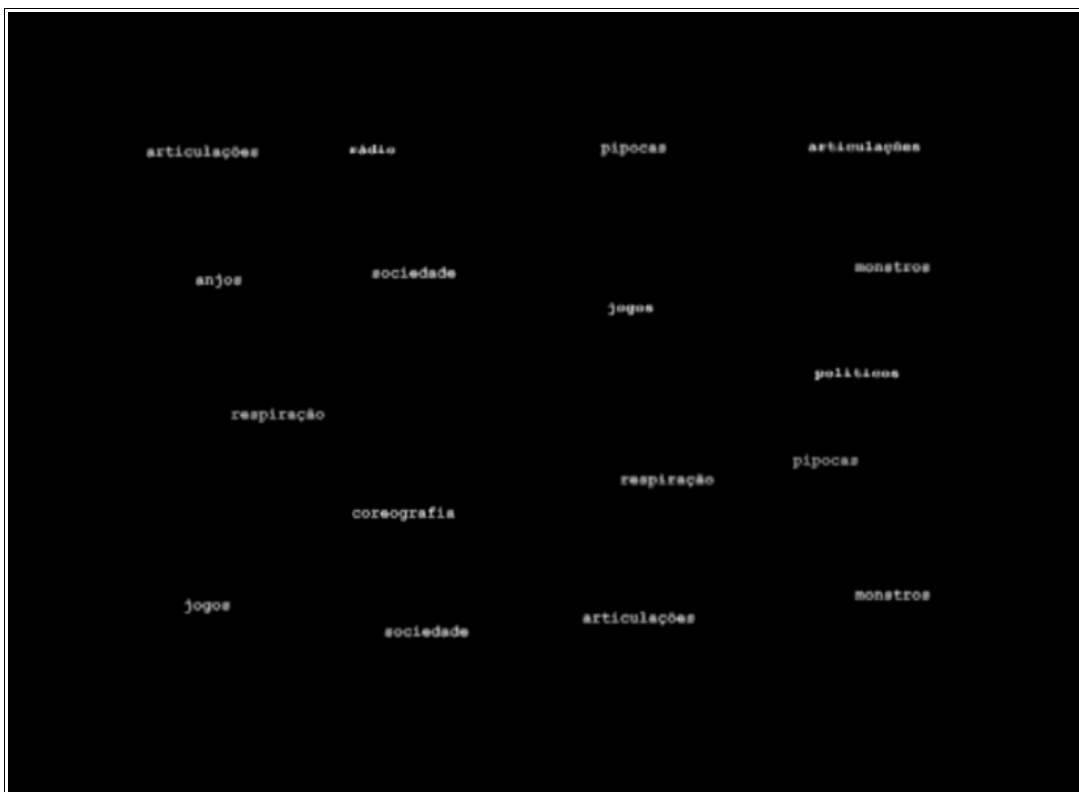 articulações rádio pipocas articulações
anjos sociedade monstros
jogos
políticos
respiração
respiração pipocas
coreografia
jogos articulações monstros
sociedade